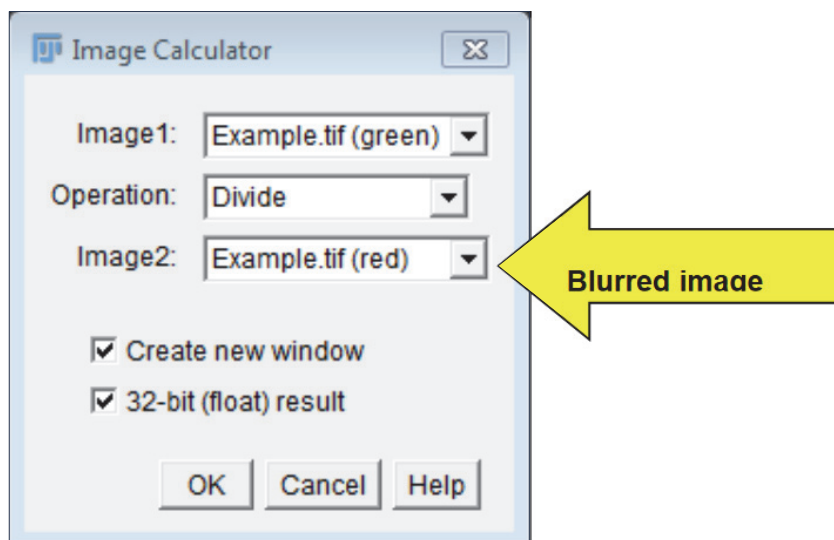 Image Calculator
Image1: Example.tif (green)
Operation: Divide
Image2: Example.tif (red)
Blurred image
Create new window
32-bit (float) result
OK Cancel Help